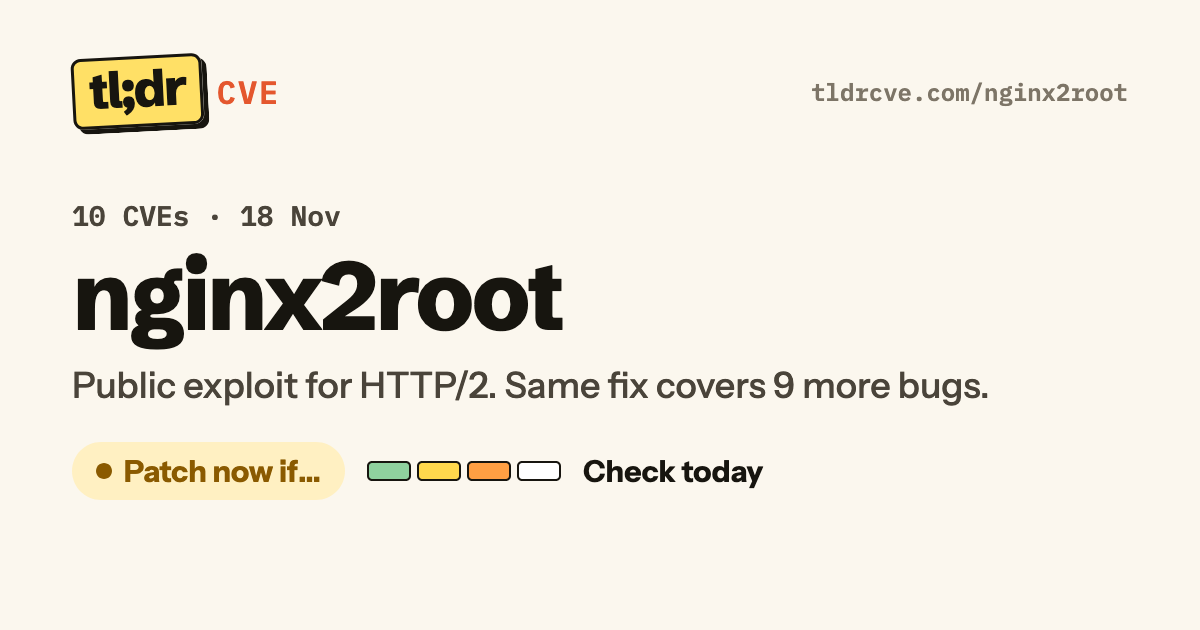 tl;dr CVE
tldrcve.com/nginx2root
10 CVEs · 18 Nov
nginx2root
Public exploit for HTTP/2. Same fix covers 9 more bugs.
Patch now if...
Check today